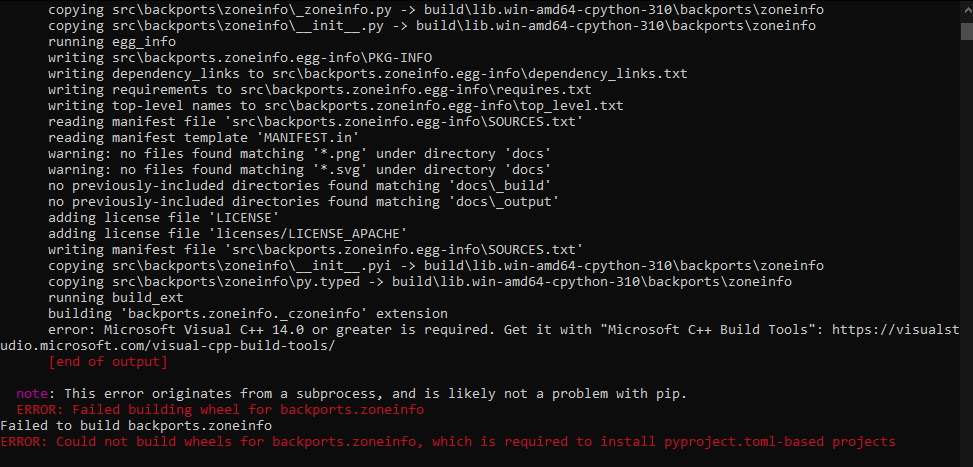 copying src\backports\zoneinfo\_zoneinfo.py -> build\lib.win-amd64-cpython-310\backports\zoneinfo
copying src\backports\zoneinfo\__init__.py -> build\lib.win-amd64-cpython-310\backports\zoneinfo
running egg_info
writing src\backports.zoneinfo.egg-info\PKG-INFO
writing dependency_links to src\backports.zoneinfo.egg-info\dependency_links.txt
writing requirements to src\backports.zoneinfo.egg-info\requires.txt
writing top-level names to src\backports.zoneinfo.egg-info\top_level.txt
reading manifest file 'src\backports.zoneinfo.egg-info\SOURCES.txt'
reading manifest template 'MANIFEST.in'
warning: no files found matching '*.png' under directory 'docs'
warning: no files found matching '*.svg' under directory 'docs'
no previously-included directories found matching 'docs\_build'
no previously-included directories found matching 'docs\_output'
adding license file 'LICENSE'
adding license file 'licenses/LICENSE_APACHE'
writing manifest file 'src\backports.zoneinfo.egg-info\SOURCES.txt'
copying src\backports\zoneinfo\__init__.pyi -> build\lib.win-amd64-cpython-310\backports\zoneinfo
copying src\backports\zoneinfo\py.typed -> build\lib.win-amd64-cpython-310\backports\zoneinfo
running build_ext
building 'backports.zoneinfo._czoneinfo' extension
error: Microsoft Visual C++ 14.0 or greater is required. Get it with "Microsoft C++ Build Tools": https://visualst
udio.microsoft.com/visual-cpp-build-tools/
[end of output]
note: This error originates from a subprocess, and is likely not a problem with pip.
ERROR: Failed building wheel for backports.zoneinfo
Failed to build backports.zoneinfo
ERROR: Could not build wheels for backports.zoneinfo, which is required to install pyproject.toml-based projects